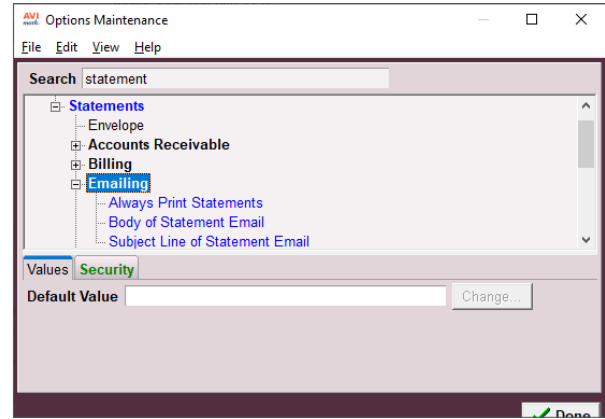 AVI mark. Options Maintenance
File Edit View Help
Search statement
Statements
Envelope
Accounts Receivable
Billing
Emailing
Always Print Statements
Body of Statement Email
Subject Line of Statement Email
Values Security
Default Value Change...
Done